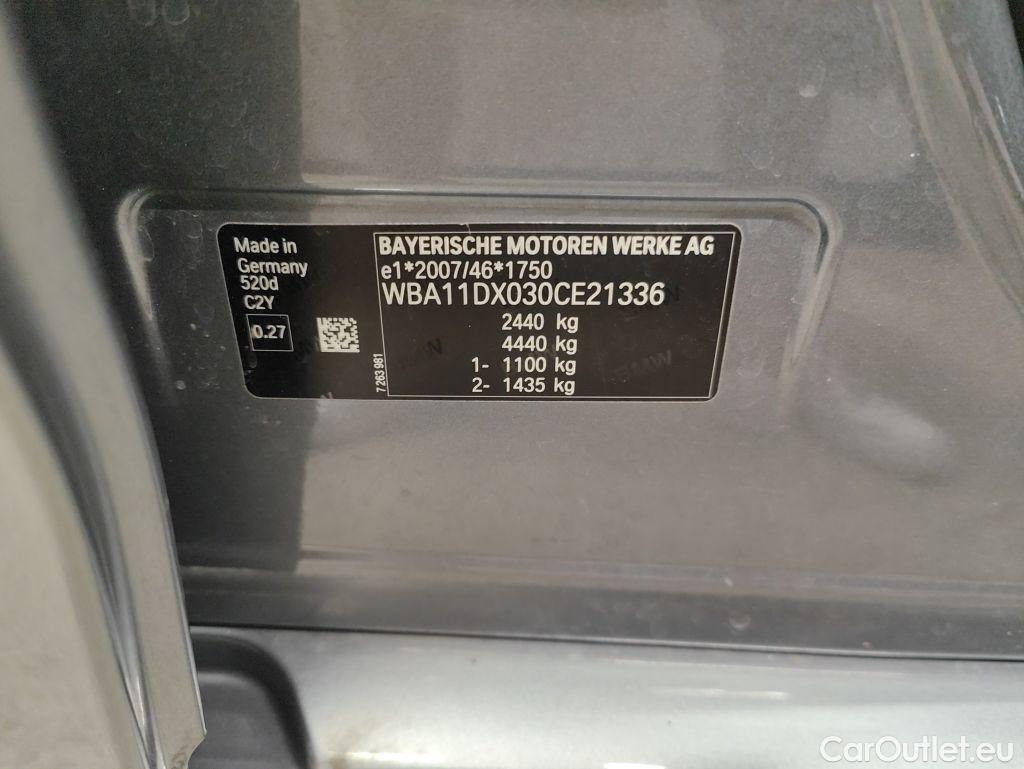 Made in
Germany
520d
C2Y
0.27
7 263 981
BAYERISCHE MOTOREN WERKE AG
e1*2007/46*1750
WBA11DX030CE21336
2440 kg
4440 kg
1- 1100 kg
2- 1435 kg
BMW
CarOutlet.eu